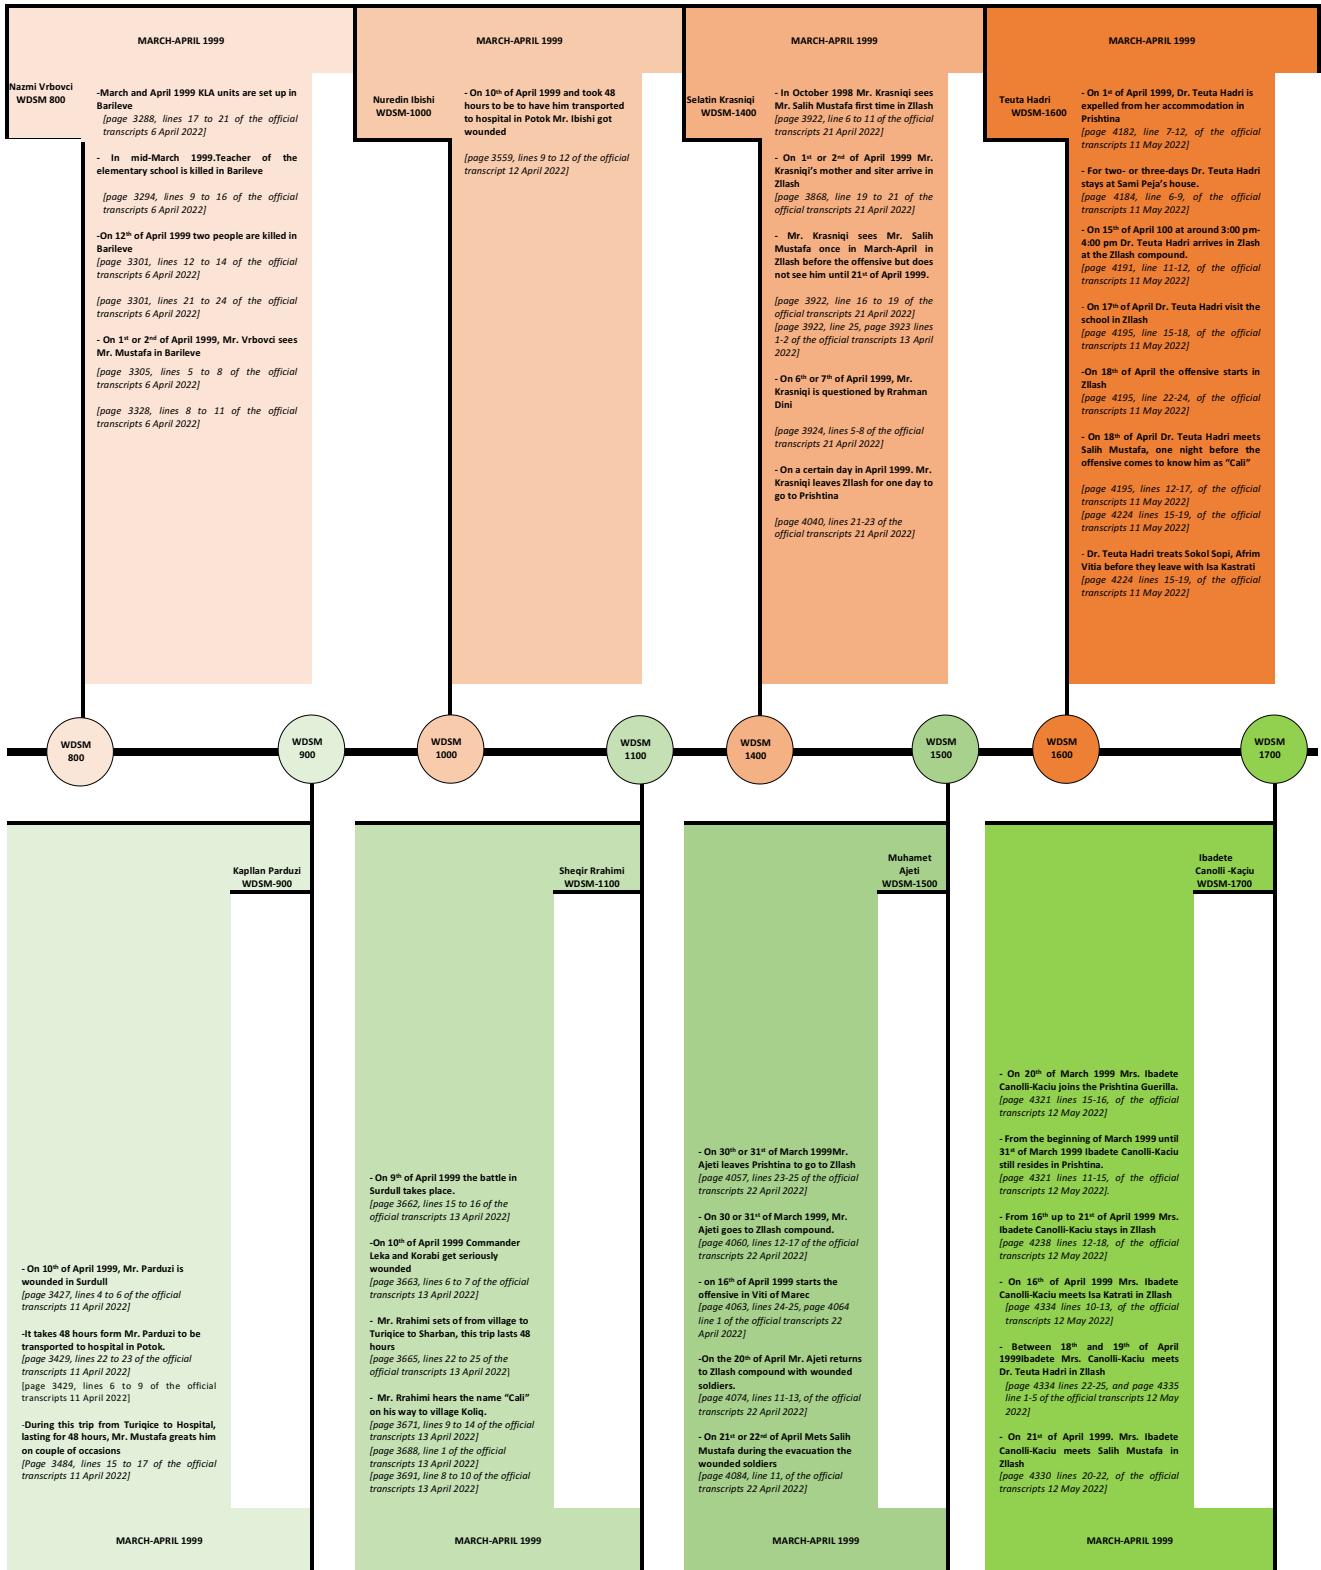 MARCH-APRIL 1999
Nazmi Vrbovci
WDSM 800
-March and April 1999 KLA units are set up in
Barileve
[page 3288, lines 17 to 21 of the official
transcripts 6 April 2022]
- In mid-March 1999.Teacher of the
elementary school is killed in Barileve
[page 3294, lines 9 to 16 of the official
transcripts 6 April 2022]
-On 12th of April 1999 two people are killed in
Barileve
[page 3301, lines 12 to 14 of the official
transcripts 6 April 2022]
[page 3301, lines 21 to 24 of the official
transcripts 6 April 2022]
- On 1st or 2nd of April 1999, Mr. Vrbovci sees
Mr. Mustafa in Barileve
[page 3305, lines 5 to 8 of the official
transcripts 6 April 2022]
[page 3328, lines 8 to 11 of the official
transcripts 6 April 2022]
MARCH-APRIL 1999
Nuredin Ibishi
WDSM-1000
- On 10th of April 1999 and took 48
hours to be to have him transported
to hospital in Potok Mr. Ibishi got
wounded
[page 3559, lines 9 to 12 of the official
transcript 12 April 2022]
MARCH-APRIL 1999
Selatin Krasniqi
WDSM-1400
- In October 1998 Mr. Krasniqi sees
Mr. Salih Mustafa first time in Zllash
[page 3922, line 6 to 11 of the official
transcripts 21 April 2022]
- On 1st or 2nd of April 1999 Mr.
Krasniqi's mother and siter arrive in
Zllash
[page 3868, line 19 to 21 of the
official transcripts 21 April 2022]
- Mr. Krasniqi sees Mr. Salih
Mustafa once in March-April in
Zllash before the offensive but does
not see him until 21st of April 1999.
[page 3922, line 16 to 19 of the
official transcripts 21 April 2022]
[page 3922, line 25, page 3923 lines
1-2 of the official transcripts 13 April
2022]
- On 6th or 7th of April 1999, Mr.
Krasniqi is questioned by Rrahman
Dini
[page 3924, lines 5-8 of the official
transcripts 21 April 2022]
- On a certain day in April 1999. Mr.
Krasniqi leaves Zllash for one day to
go to Prishtina
[page 4040, lines 21-23 of the
official transcripts 21 April 2022]
MARCH-APRIL 1999
Teuta Hadri
WDSM-1600
- On 1st of April 1999, Dr. Teuta Hadri is
expelled from her accommodation in
Prishtina
[page 4182, line 7-12, of the official
transcripts 11 May 2022]
- For two- or three-days Dr. Teuta Hadri
stays at Sami Peja's house.
[page 4184, line 6-9, of the official
transcripts 11 May 2022]
- On 15th of April 100 at around 3:00 pm-
4:00 pm Dr. Teuta Hadri arrives in Zlash
at the Zllash compound.
[page 4191, line 11-12, of the official
transcripts 11 May 2022]
- On 17th of April Dr. Teuta Hadri visit the
school in Zllash
[page 4195, line 15-18, of the official
transcripts 11 May 2022]
-On 18th of April the offensive starts in
Zllash
[page 4195, line 22-24, of the official
transcripts 11 May 2022]
- On 18th of April Dr. Teuta Hadri meets
Salih Mustafa, one night before the
offensive comes to know him as “Cali”
[page 4195, lines 12-17, of the official
transcripts 11 May 2022]
[page 4224 lines 15-19, of the official
transcripts 11 May 2022]
- Dr. Teuta Hadri treats Sokol Sopi, Afrim
Vitia before they leave with Isa Kastrati
[page 4224 lines 15-19, of the official
transcripts 11 May 2022]
WDSM
800
WDSM
900
WDSM
1000
WDSM
1100
WDSM
1400
WDSM
1500
WDSM
1600
WDSM
1700
Kapllan Parduzi
WDSM-900
- On 10th of April 1999, Mr. Parduzi is
wounded in Surdull
[page 3427, lines 4 to 6 of the official
transcripts 11 April 2022]
-It takes 48 hours form Mr. Parduzi to be
transported to hospital in Potok.
[page 3429, lines 22 to 23 of the official
transcripts 11 April 2022]
[page 3429, lines 6 to 9 of the official
transcripts 11 April 2022]
-During this trip from Turiqice to Hospital,
lasting for 48 hours, Mr. Mustafa greats him
on couple of occasions
[Page 3484, lines 15 to 17 of the official
transcripts 11 April 2022]
MARCH-APRIL 1999
Sheqir Rrahimi
WDSM-1100
- On 9th of April 1999 the battle in
Surdull takes place.
[page 3662, lines 15 to 16 of the
official transcripts 13 April 2022]
-On 10th of April 1999 Commander
Leka and Korabi get seriously
wounded
[page 3663, lines 6 to 7 of the official
transcripts 13 April 2022]
- Mr. Rrahimi sets of from village to
Turiqice to Sharban, this trip lasts 48
hours
[page 3665, lines 22 to 25 of the
official transcripts 13 April 2022]
- Mr. Rrahimi hears the name “Cali”
on his way to village Koliq.
[page 3671, lines 9 to 14 of the official
transcripts 13 April 2022]
[page 3688, line 1 of the official
transcripts 13 April 2022]
[page 3691, line 8 to 10 of the official
transcripts 13 April 2022]
MARCH-APRIL 1999
Muhamet
Ajeti
WDSM-1500
- On 30th or 31st of March 1999Mr.
Ajeti leaves Prishtina to go to Zllash
[page 4057, lines 23-25 of the official
transcripts 22 April 2022]
- On 30 or 31st of March 1999, Mr.
Ajeti goes to Zllash compound.
[page 4060, lines 12-17 of the official
transcripts 22 April 2022]
- on 16th of April 1999 starts the
offensive in Viti of Marec
[page 4063, lines 24-25, page 4064
line 1 of the official transcripts 22
April 2022]
-On the 20th of April Mr. Ajeti returns
to Zllash compound with wounded
soldiers.
[page 4074, lines 11-13, of the official
transcripts 22 April 2022]
- On 21st or 22nd of April Mets Salih
Mustafa during the evacuation the
wounded soldiers
[page 4084, line 11, of the official
transcripts 22 April 2022]
MARCH-APRIL 1999
Ibadete
Canolli -Kaçiu
WDSM-1700
- On 20th of March 1999 Mrs. Ibadete
Canolli-Kaciu joins the Prishtina Guerilla.
[page 4321 lines 15-16, of the official
transcripts 12 May 2022]
- From the beginning of March 1999 until
31st of March 1999 Ibadete Canolli-Kaciu
still resides in Prishtina.
[page 4321 lines 11-15, of the official
transcripts 12 May 2022].
- From 16th up to 21st of April 1999 Mrs.
Ibadete Canolli-Kaciu stays in Zllash
[page 4238 lines 12-18, of the official
transcripts 12 May 2022]
- On 16th of April 1999 Mrs. Ibadete
Canolli-Kaciu meets Isa Katrati in Zllash
[page 4334 lines 10-13, of the official
transcripts 12 May 2022]
- Between 18th and 19th of April
1999Ibadete Mrs. Canolli-Kaciu meets
Dr. Teuta Hadri in Zllash
[page 4334 lines 22-25, and page 4335
line 1-5 of the official transcripts 12 May
2022]
- On 21st of April 1999. Mrs. Ibadete
Canolli-Kaciu meets Salih Mustafa in
Zllash
[page 4330 lines 20-22, of the official
transcripts 12 May 2022]
MARCH-APRIL 1999